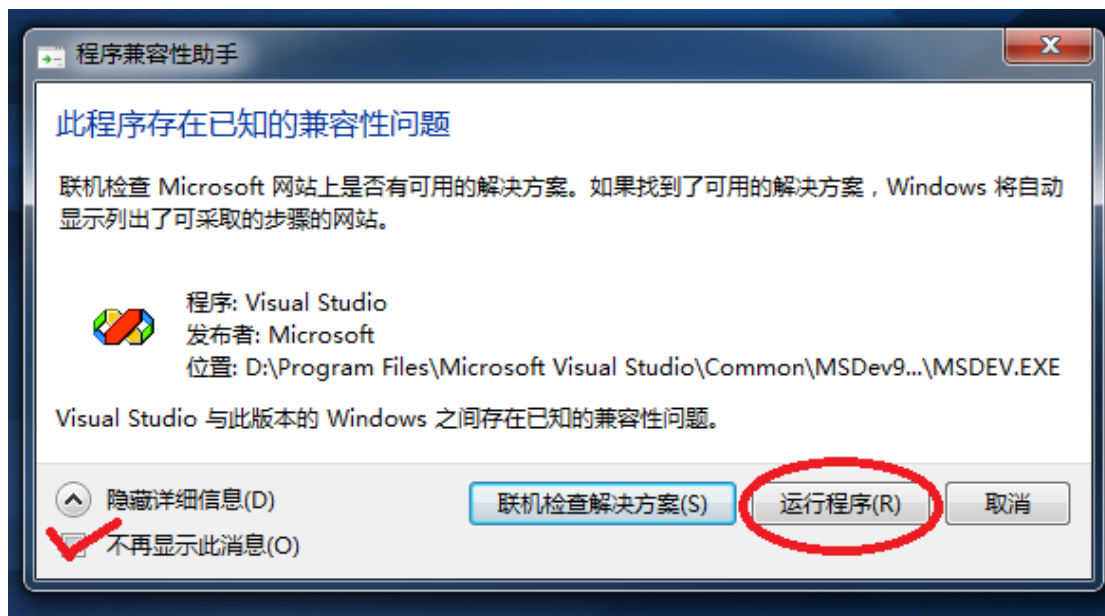 程序兼容性助手
此程序存在已知的兼容性问题
联机检查 Microsoft 网站上是否有可用的解决方案。如果找到了可用的解决方案，Windows 将自动
显示列出了可采取的步骤的网站。
程序: Visual Studio
发布者: Microsoft
位置: D:\Program Files\Microsoft Visual Studio\Common\MSDev9...\MSDEV.EXE
Visual Studio 与此版本的 Windows 之间存在已知的兼容性问题。
隐藏详细信息(D) 联机检查解决方案(S) 运行程序(R) 取消
不再显示此消息(O)